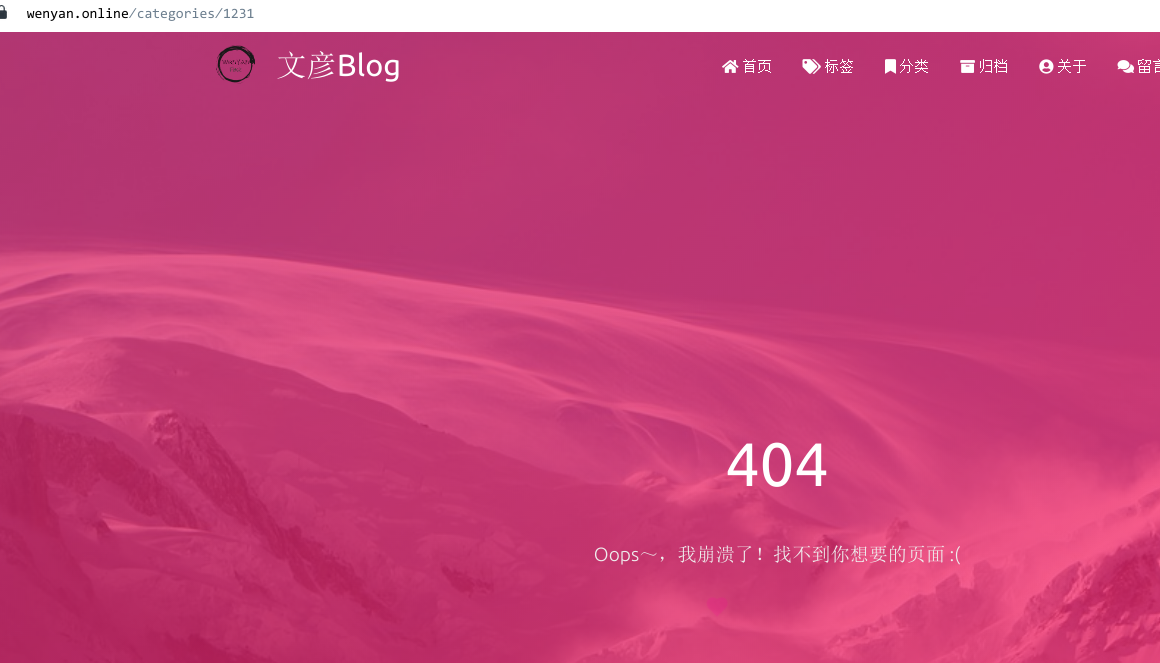 wenyan.online/categories/1231
文彦Blog
首页 标签 分类 归档 关于 留言
404
Oops～，我崩溃了！找不到你想要的页面 :(